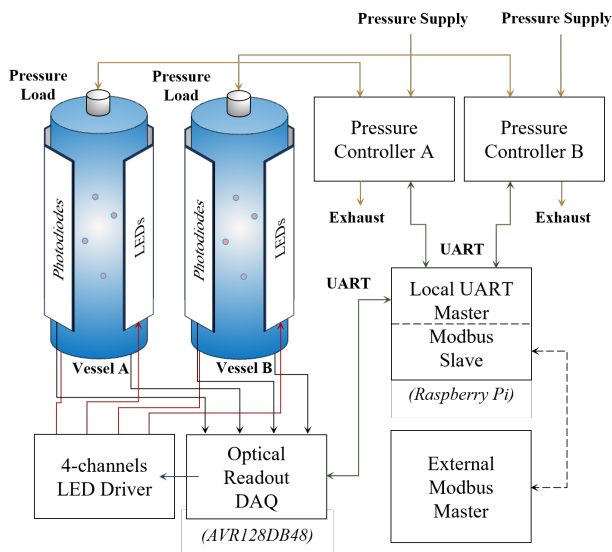 Pressure Supply
Pressure Supply
Pressure
Load
Pressure
Load
Pressure
Controller A
Pressure
Controller B
Photodiodes
LEDs
Photodiodes
LEDs
Exhaust
Exhaust
UART
UART
Local UART
Master
Modbus
Slave
(Raspberry Pi)
Vessel A
Vessel B
4-channels
LED Driver
Optical
Readout
DAQ
(AVR128DB48)
External
Modbus
Master